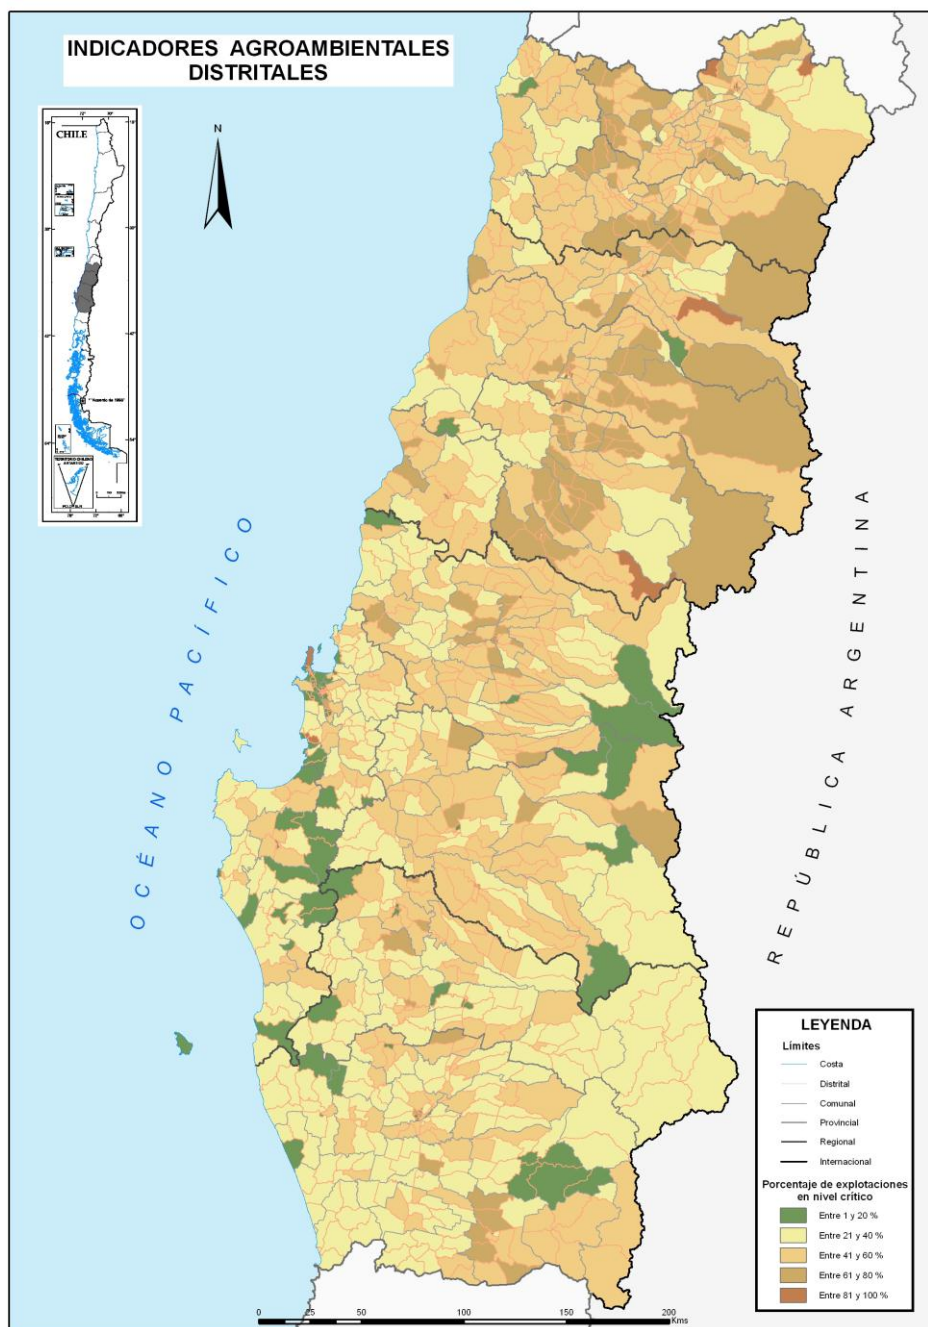 INDICADORES AGROAMBIENTALES
DISTRITALES
CHILE
N
OCÉANO PACÍFICO
REPÚBLICA ARGENTINA
LEYENDA
Límites
Costa
Distrital
Comunal
Provincial
Regional
Internacional
Porcentaje de explotaciones
en nivel crítico
Entre 1 y 20 %
Entre 21 y 40 %
Entre 41 y 60 %
Entre 61 y 80 %
Entre 81 y 100 %
0 25 50 100 150 200
Kms